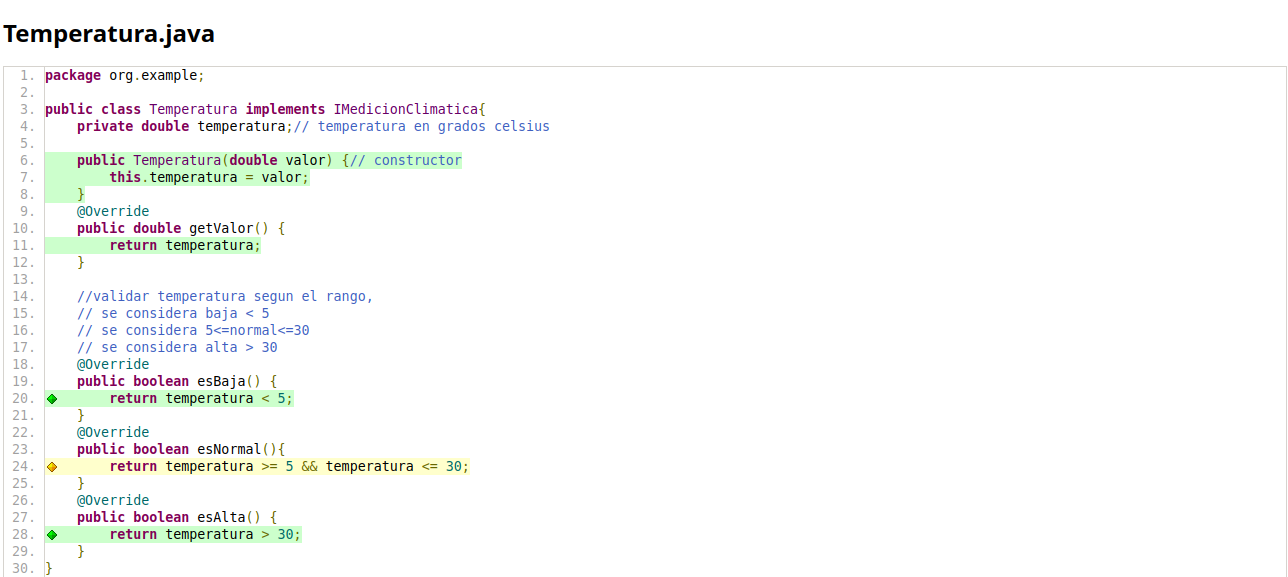 Temperatura.java
1. package org.example;
2.
3. public class Temperatura implements IMedicionClimatica{
4.     private double temperatura;// temperatura en grados celsius
5.
6.     public Temperatura(double valor) {// constructor
7.         this.temperatura = valor;
8.     }
9.     @Override
10.     public double getValor() {
11.         return temperatura;
12.     }
13.
14.     //validar temperatura segun el rango,
15.     // se considera baja < 5
16.     // se considera 5<=normal<=30
17.     // se considera alta > 30
18.     @Override
19.     public boolean esBaja() {
20.         return temperatura < 5;
21.     }
22.     @Override
23.     public boolean esNormal(){
24.         return temperatura >= 5 && temperatura <= 30;
25.     }
26.     @Override
27.     public boolean esAlta() {
28.         return temperatura > 30;
29.     }
30. }